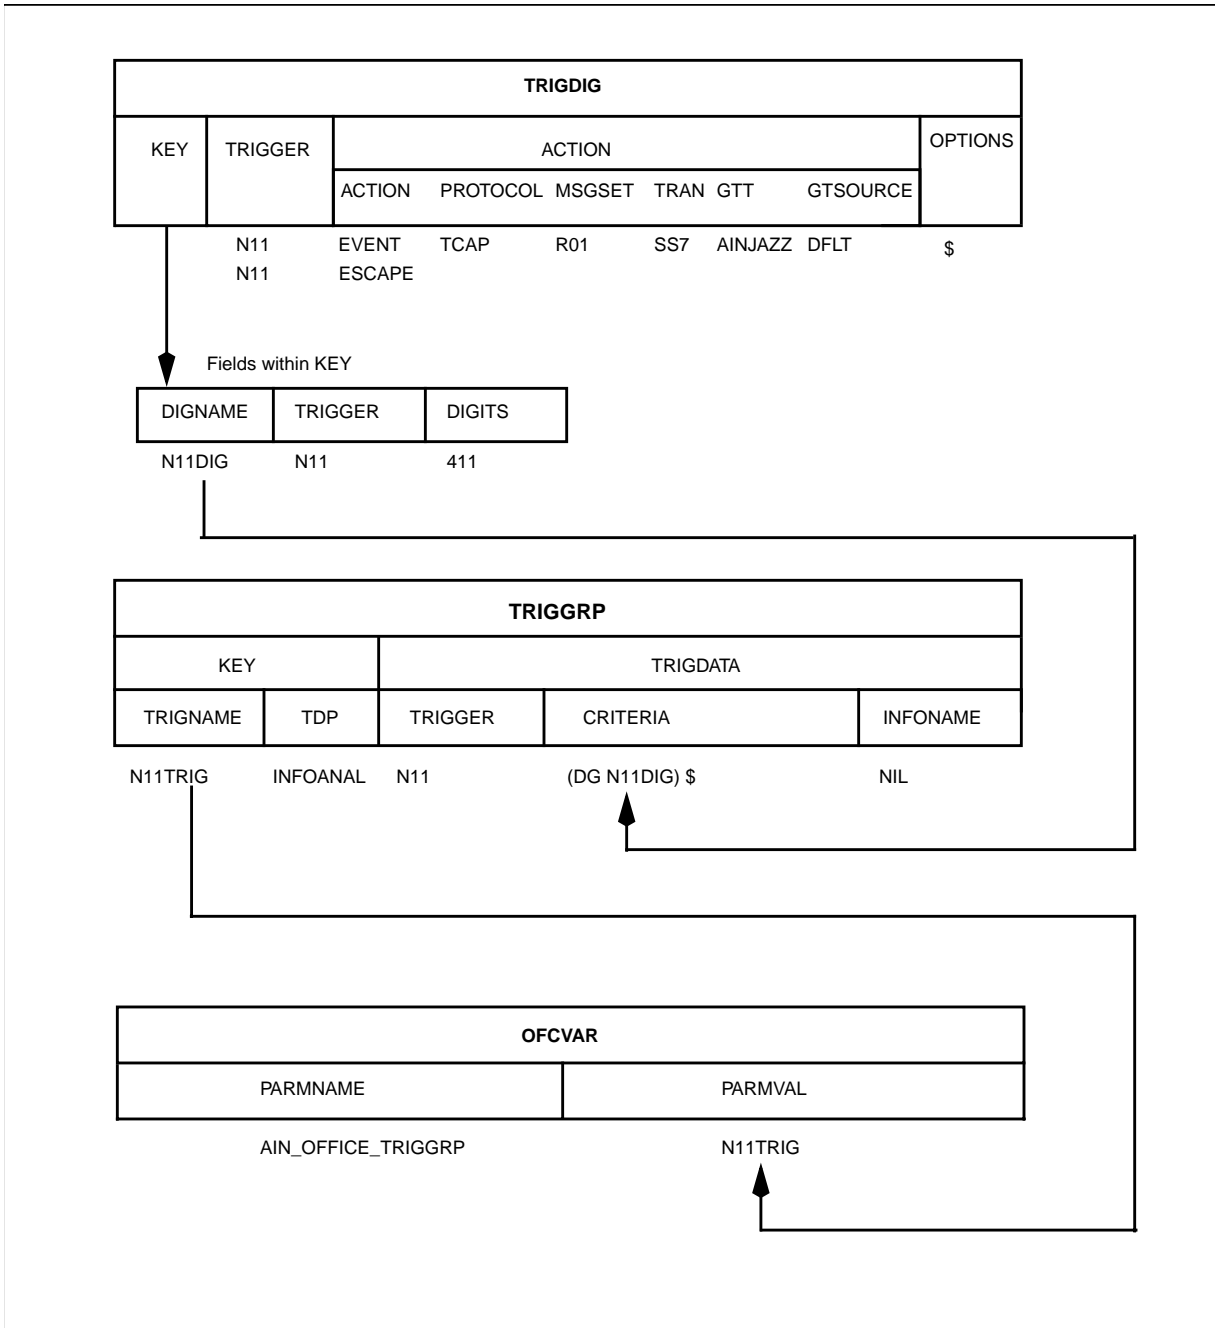 TRIGDIG
KEY TRIGGER ACTION OPTIONS
ACTION PROTOCOL MSGSET TRAN GTT GTSOURCE
N11 EVENT TCAP R01 SS7 AINJAZZ DFLT $
N11 ESCAPE
Fields within KEY
DIGNAME TRIGGER DIGITS
N11DIG N11 411
TRIGGRP
KEY TRIGDATA
TRIGNAME TDP TRIGGER CRITERIA INFONAME
N11TRIG INFOANAL N11 (DG N11DIG) $ NIL
OFCVAR
PARMNAME PARMVAL
AIN_OFFICE_TRIGGRP N11TRIG